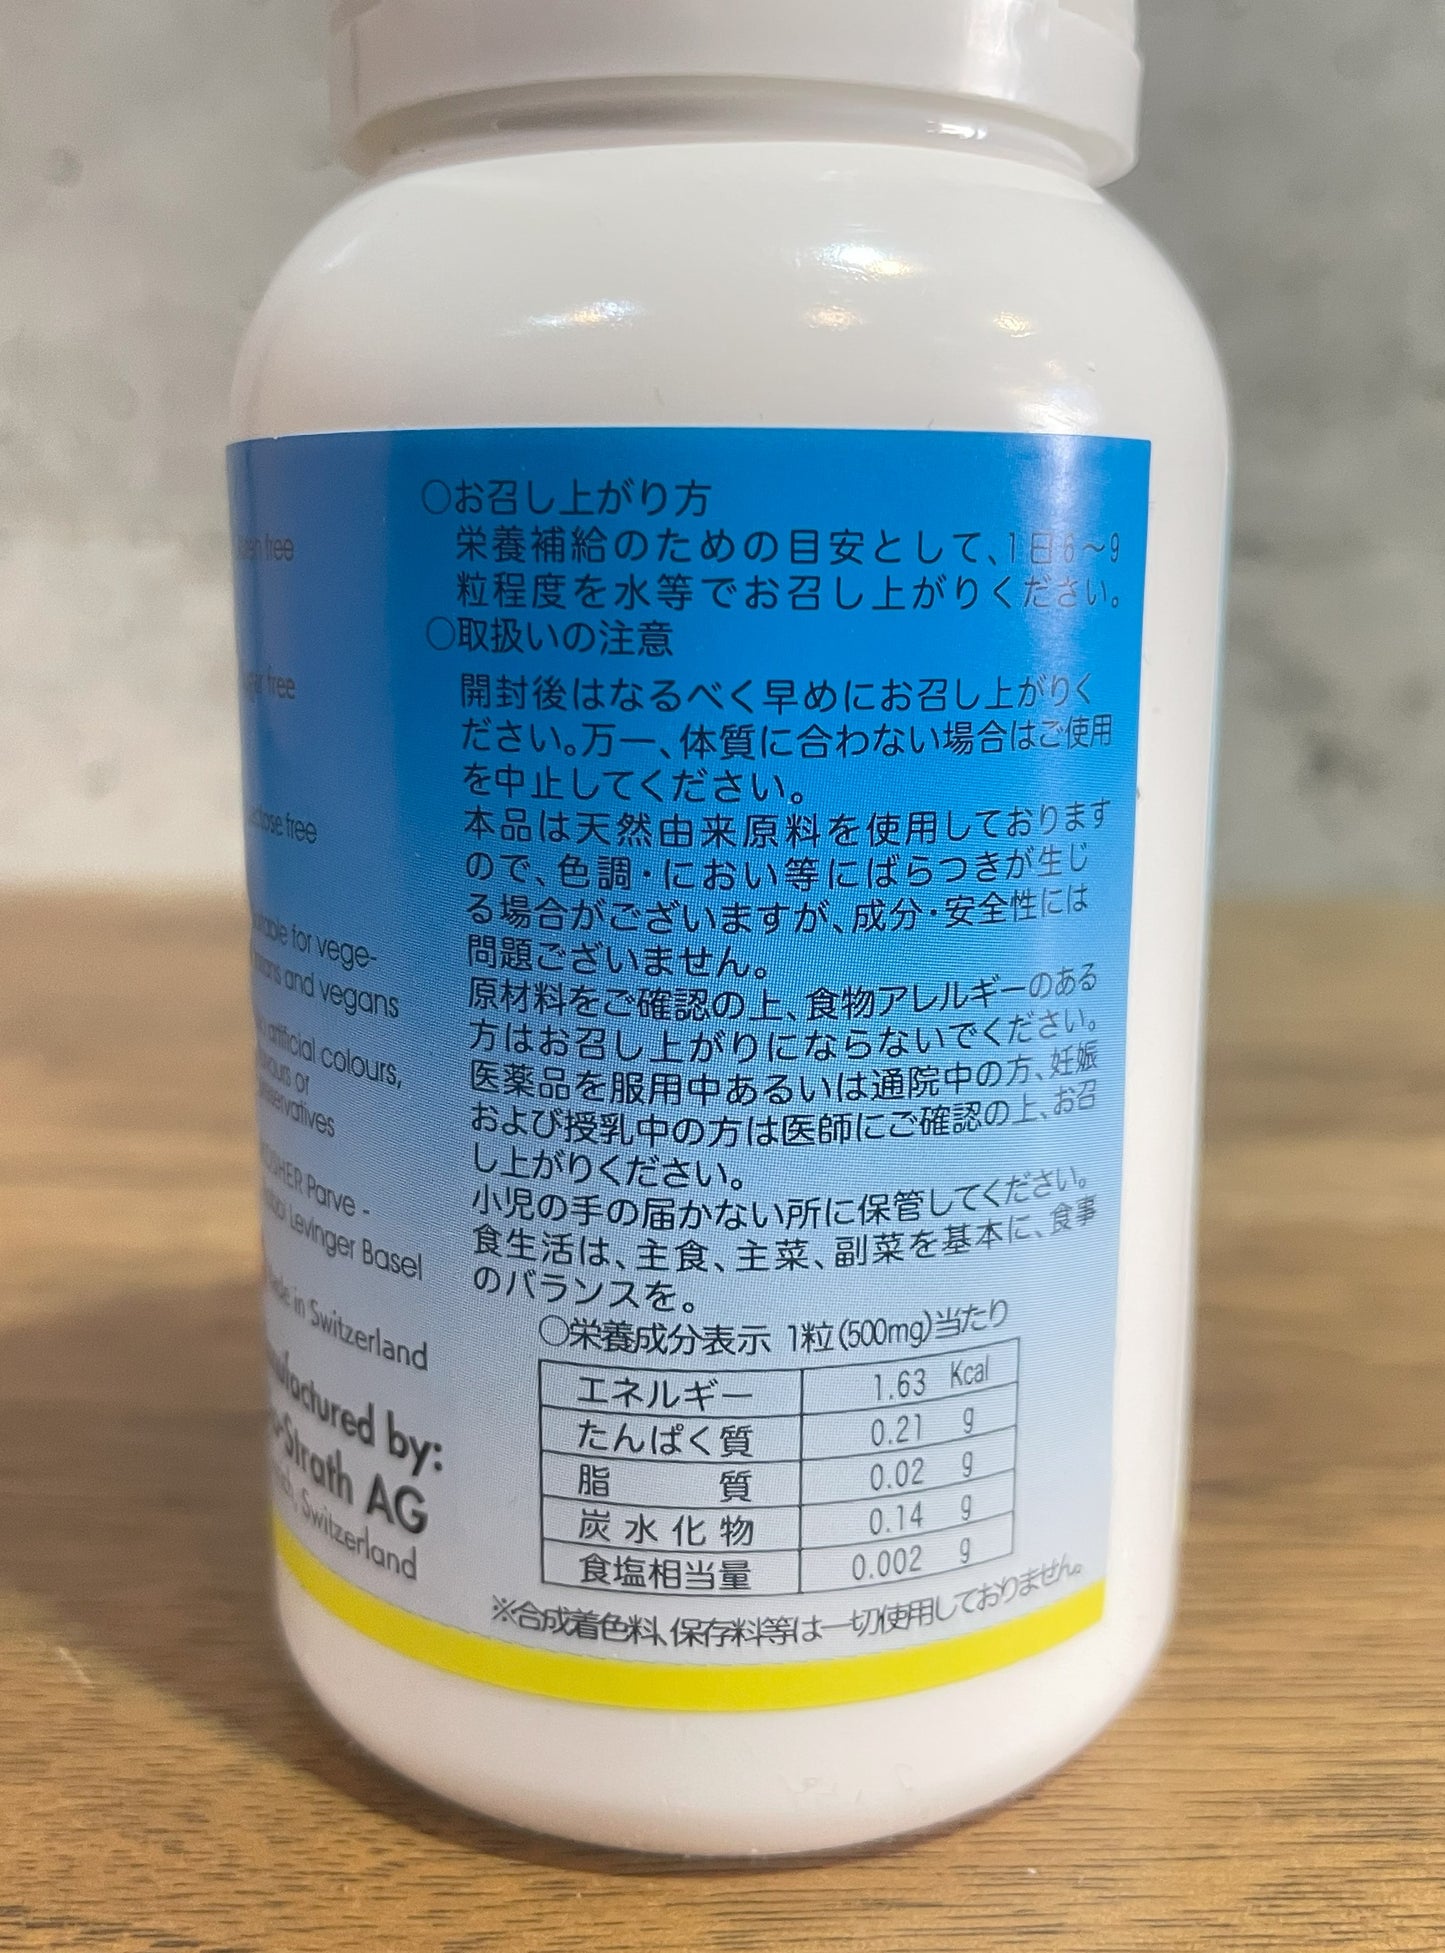 free
free
free
for vege-
and vegans
artificial colours,
or
KOSHER Parve -
Levinger Basel
in Switzerland
by:
Strath AG
Switzerland
○お召し上がり方
栄養補給のための目安として、1日6～9
粒程度を水等でお召し上がりください。
○取扱いの注意
開封後はなるべく早めにお召し上がりく
ださい。万一、体質に合わない場合はご使用
を中止してください。
本品は天然由来原料を使用しております
ので、色調・におい等にばらつきが生じ
る場合がございますが、成分・安全性には
問題ございません。
原材料をご確認の上、食物アレルギーのある
方はお召し上がりにならないでください。
医薬品を服用中あるいは通院中の方、妊娠
および授乳中の方は医師にご確認の上、お召
し上がりください。
小児の手の届かない所に保管してください。
食生活は、主食、主菜、副菜を基本に、食事
のバランスを。
○栄養成分表示 1粒(500mg)当たり
エネルギー 1.63 Kcal
たんぱく質 0.21 g
脂質 0.02 g
炭水化物 0.14 g
食塩相当量 0.002 g
※合成着色料、保存料等は一切使用しておりません。